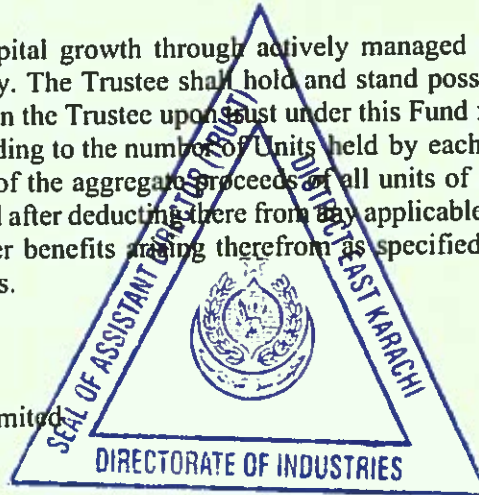 pital growth through actively managed
y. The Trustee shall hold and stand poss
n the Trustee upon trust under this Fund
ding to the number of Units held by each
of the aggregate proceeds of all units of
l after deducting there from any applicable
er benefits arising therefrom as specified
s.
mited
SEAL OF ASSISTANT DIRECTOR (TRUST)
DISTRICT EAST KARACHI
DIRECTORATE OF INDUSTRIES